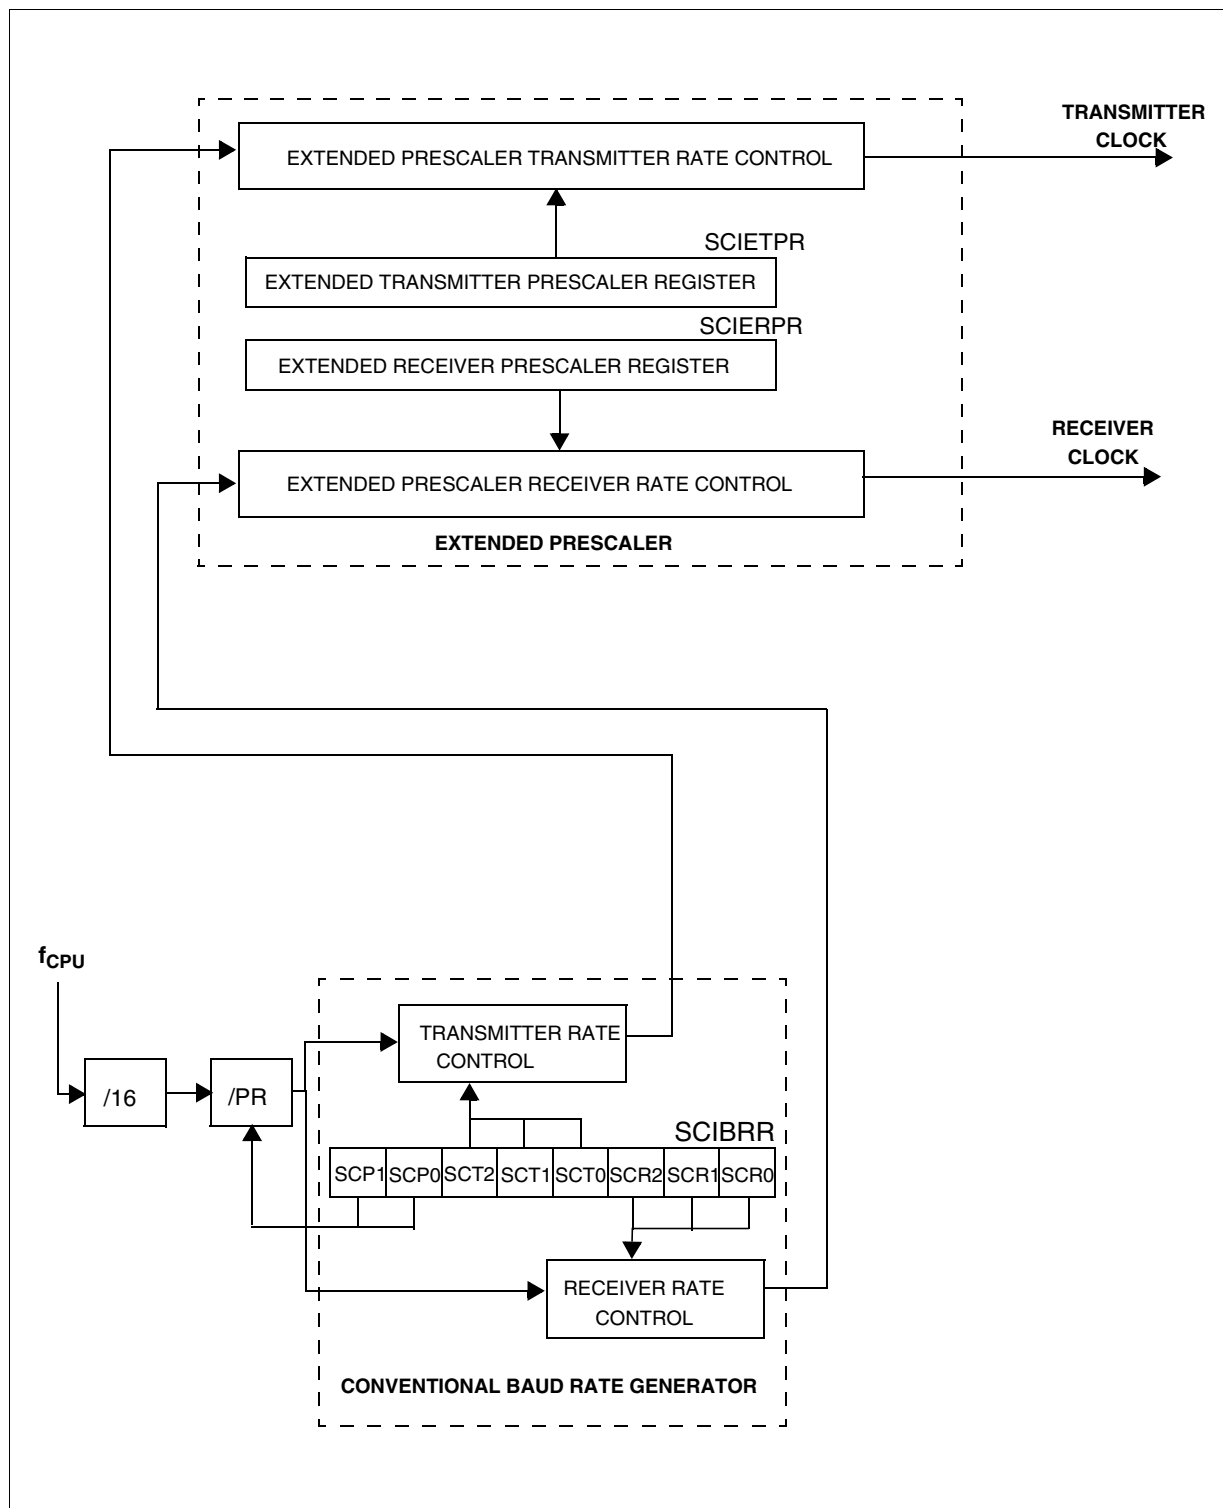 TRANSMITTER
CLOCK
EXTENDED PRESCALER TRANSMITTER RATE CONTROL
SCIETPR
EXTENDED TRANSMITTER PRESCALER REGISTER
SCIERPR
EXTENDED RECEIVER PRESCALER REGISTER
RECEIVER
CLOCK
EXTENDED PRESCALER RECEIVER RATE CONTROL
EXTENDED PRESCALER
fCPU
TRANSMITTER RATE
CONTROL
/16
/PR
SCIBRR
SCP1 SCP0 SCT2 SCT1 SCT0 SCR2 SCR1 SCR0
RECEIVER RATE
CONTROL
CONVENTIONAL BAUD RATE GENERATOR